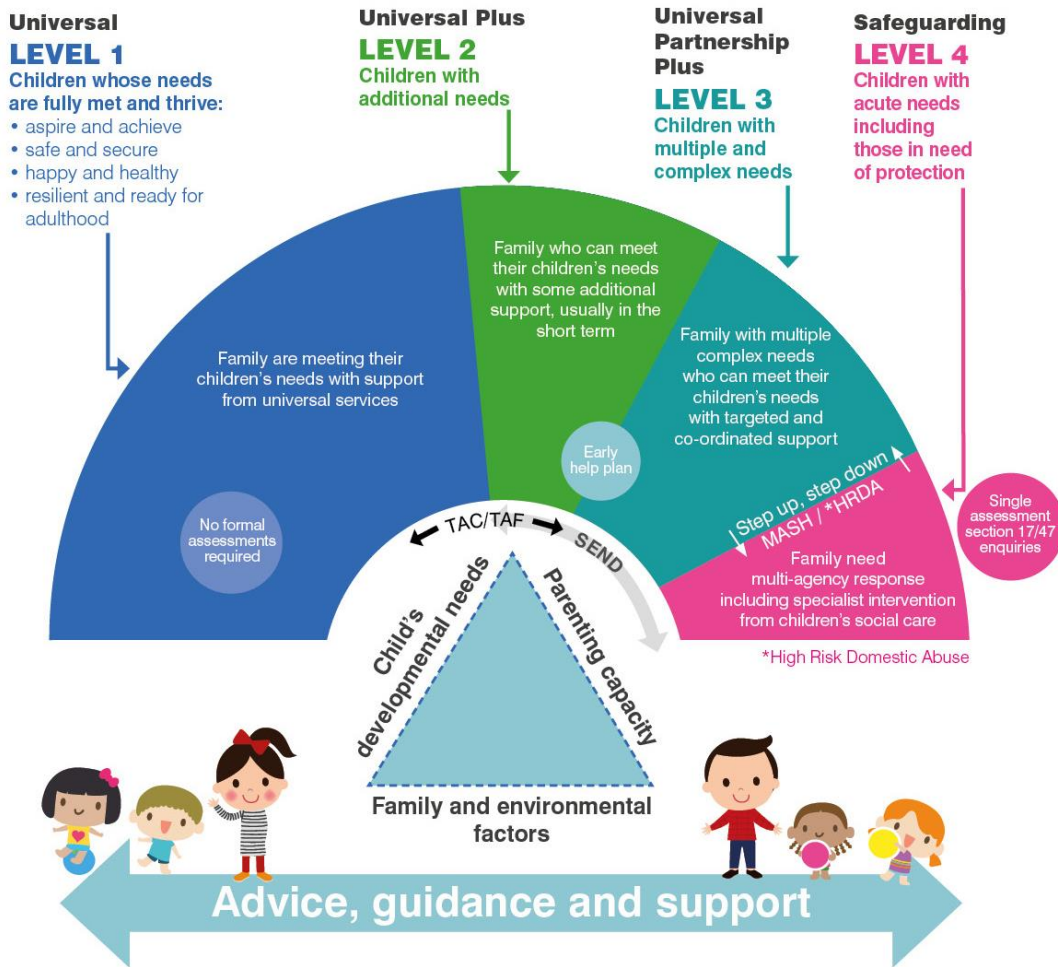 Universal
LEVEL 1
Children whose needs
are fully met and thrive:
• aspire and achieve
• safe and secure
• happy and healthy
• resilient and ready for
adulthood
Universal Plus
LEVEL 2
Children with
additional needs
Universal
Partnership
Plus
LEVEL 3
Children with
multiple and
complex needs
Safeguarding
LEVEL 4
Children with
acute needs
including
those in need
of protection
Family are meeting their
children's needs with support
from universal services
No formal
assessments
required
Family who can meet
their children's needs
with some additional
support, usually in the
short term
Early
help plan
Family with multiple
complex needs
who can meet their
children's needs
with targeted and
co-ordinated support
Step up, step down
MASH / *HRDA
Family need
multi-agency response
including specialist intervention
from children's social care
Single
assessment
section 17/47
enquiries
*High Risk Domestic Abuse
TAC/TAF
SEND
Child's
developmental needs
Parenting capacity
Family and environmental
factors
Advice, guidance and support